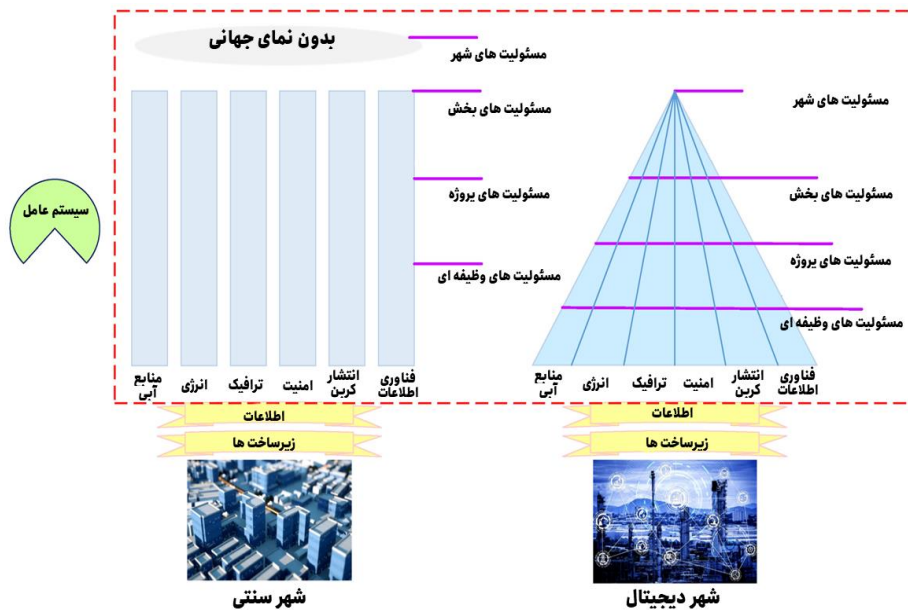 بدون نمای جهانی
مسئولیت های شهر
مسئولیت های بخش
مسئولیت های پروژه
مسئولیت های وظیفه ای
مسئولیت های شهر
مسئولیت های بخش
مسئولیت های پروژه
مسئولیت های وظیفه ای
سیستم عامل
منابع
آبی
انرژی
ترافیک
امنیت
انتشار
کربن
فناوری
اطلاعات
منابع
آبی
انرژی
ترافیک
امنیت
انتشار
کربن
فناوری
اطلاعات
اطلاعات
زیرساخت ها
اطلاعات
زیرساخت ها
شهر سنتی
شهر دیجیتال